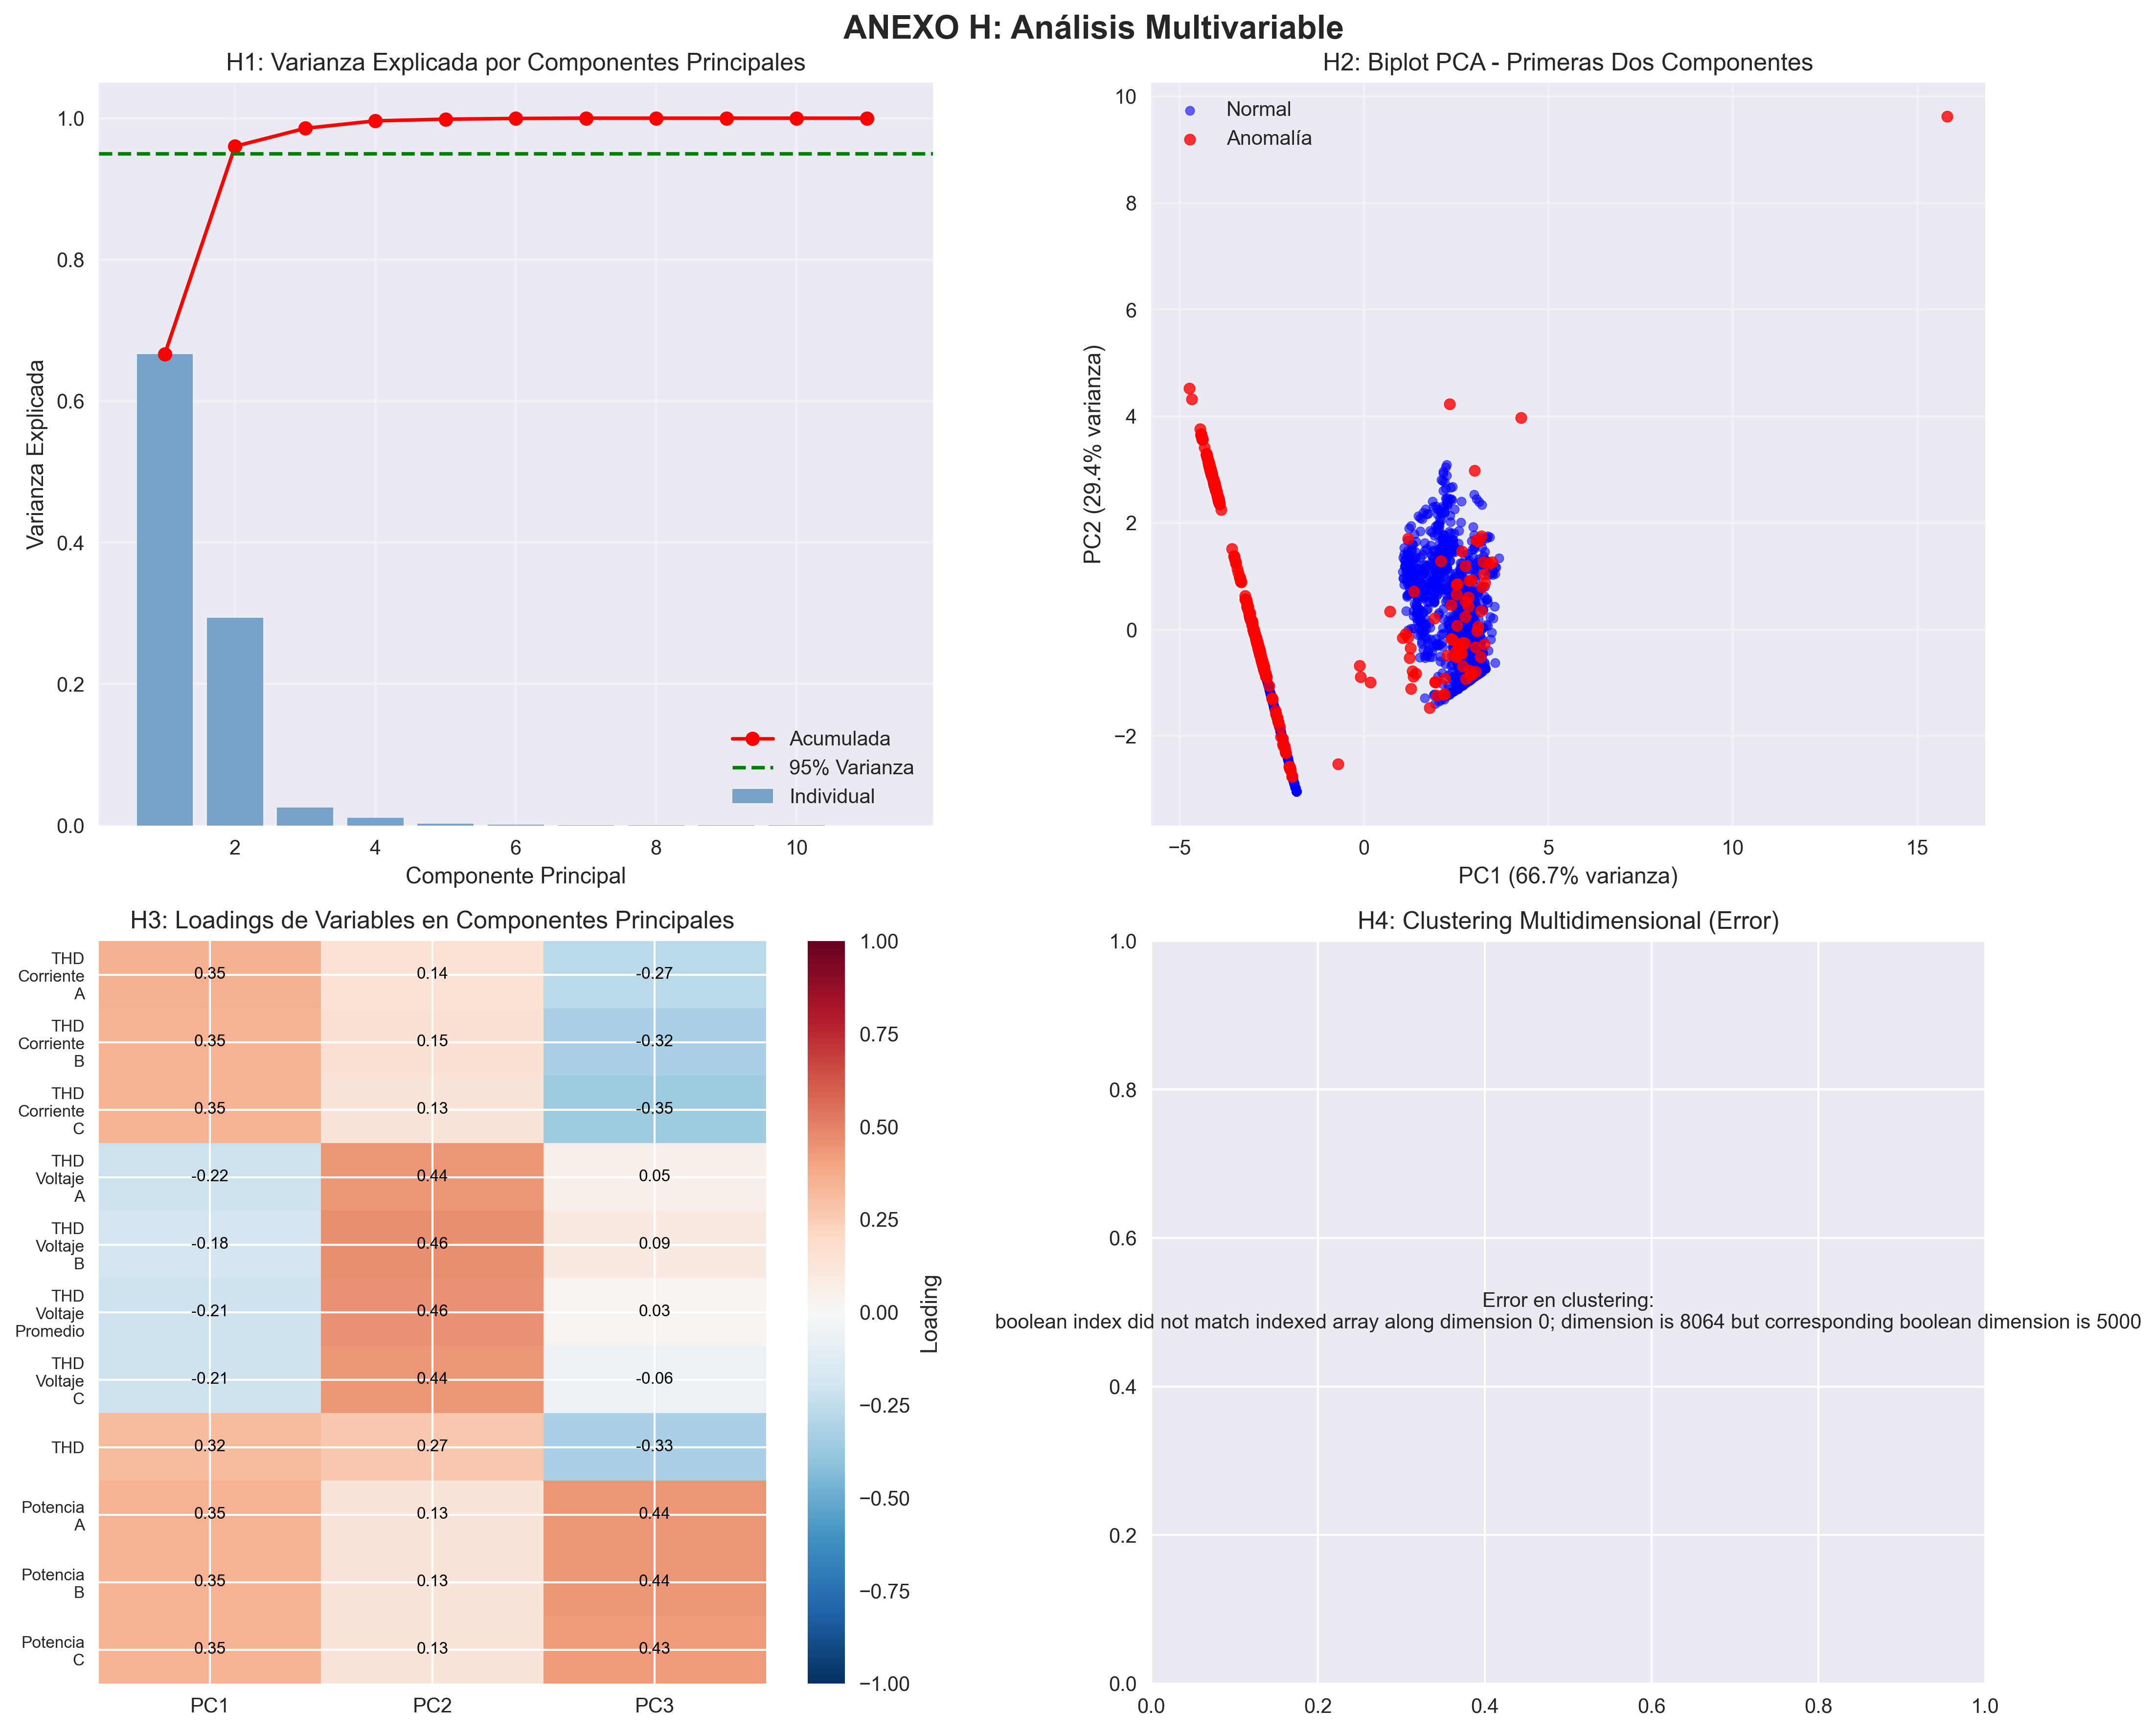 ANEXO H: Análisis Multivariable
H1: Varianza Explicada por Componentes Principales
1.0
0.8
0.6
0.4
0.2
0.0
Varianza Explicada
Acumulada
95% Varianza
Individual
2
4
6
8
10
Componente Principal
H2: Biplot PCA - Primeras Dos Componentes
Normal
Anomalía
10
8
6
4
2
0
−2
PC2 (29.4% varianza)
−5
0
5
10
15
PC1 (66.7% varianza)
H3: Loadings de Variables en Componentes Principales
THD
Corriente
A
0.35
0.14
-0.27
THD
Corriente
B
0.35
0.15
-0.32
THD
Corriente
C
0.35
0.13
-0.35
THD
Voltaje
A
-0.22
0.44
0.05
THD
Voltaje
B
-0.18
0.46
0.09
THD
Voltaje
Promedio
-0.21
0.46
0.03
THD
Voltaje
C
-0.21
0.44
-0.06
THD
0.32
0.27
-0.33
Potencia
A
0.35
0.13
0.44
Potencia
B
0.35
0.13
0.44
Potencia
C
0.35
0.13
0.43
PC1
PC2
PC3
1.00
0.75
0.50
0.25
0.00
−0.25
−0.50
−0.75
−1.00
Loading
H4: Clustering Multidimensional (Error)
1.0
0.8
0.6
0.4
0.2
0.0
Error en clustering:
boolean index did not match indexed array along dimension 0; dimension is 8064 but corresponding boolean dimension is 5000
0.0
0.2
0.4
0.6
0.8
1.0